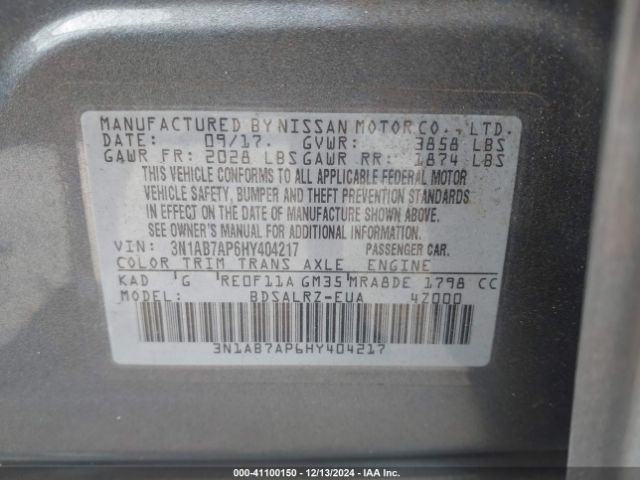 MANUFACTURED BY NISSAN MOTOR CO., LTD.
DATE: 09/17. GVWR: 3858 LBS
GAWR FR: 2028 LBS GAWR RR: 1874 LBS
THIS VEHICLE CONFORMS TO ALL APPLICABLE FEDERAL MOTOR
VEHICLE SAFETY, BUMPER AND THEFT PREVENTION STANDARDS
IN EFFECT ON THE DATE OF MANUFACTURE SHOWN ABOVE.
SEE OWNER'S MANUAL FOR ADDITIONAL INFORMATION.
VIN: 3N1AB7AP6HY404217 PASSENGER CAR.
COLOR TRIM TRANS AXLE ENGINE
KAD G RE0F11A GM35 MRA8DE 1798 CC
MODEL: BDSALRZ-EUA 4Z000
3N1AB7AP6HY404217
000-41100150 - 12/13/2024 - IAA Inc.